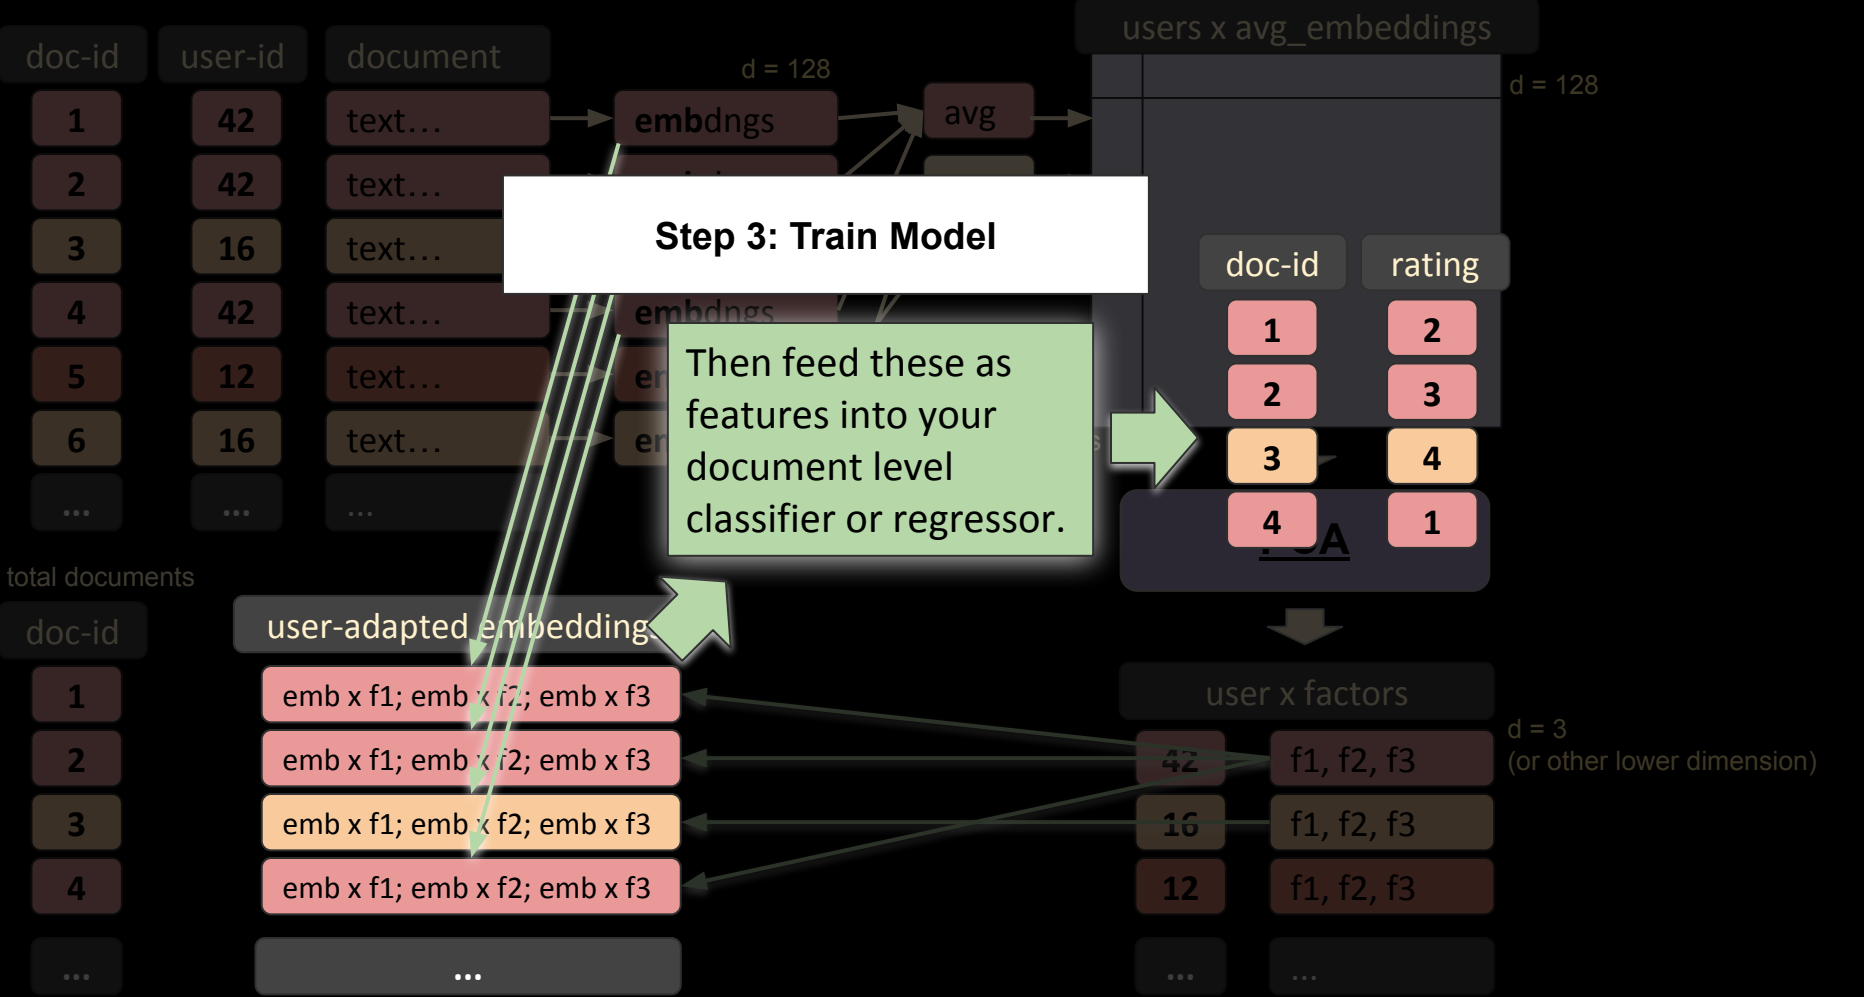 users x avg_embeddings
doc-id user-id document
d = 128
d = 128
1 42 text... embdngs avg
2 42 text...
Step 3: Train Model
3 16 text...
doc-id rating
4 42 text... embdngs
1 2
Then feed these as
features into your
document level
classifier or regressor.
5 12 text...
2 3
6 16 text...
3 4
... ... ...
4 1
total documents
doc-id user-adapted embeddings
1 emb x f1; emb x f2; emb x f3
user x factors
d = 3
(or other lower dimension)
2 emb x f1; emb x f2; emb x f3
42 f1, f2, f3
3 emb x f1; emb x f2; emb x f3
16 f1, f2, f3
4 emb x f1; emb x f2; emb x f3
12 f1, f2, f3
... ... ... ...